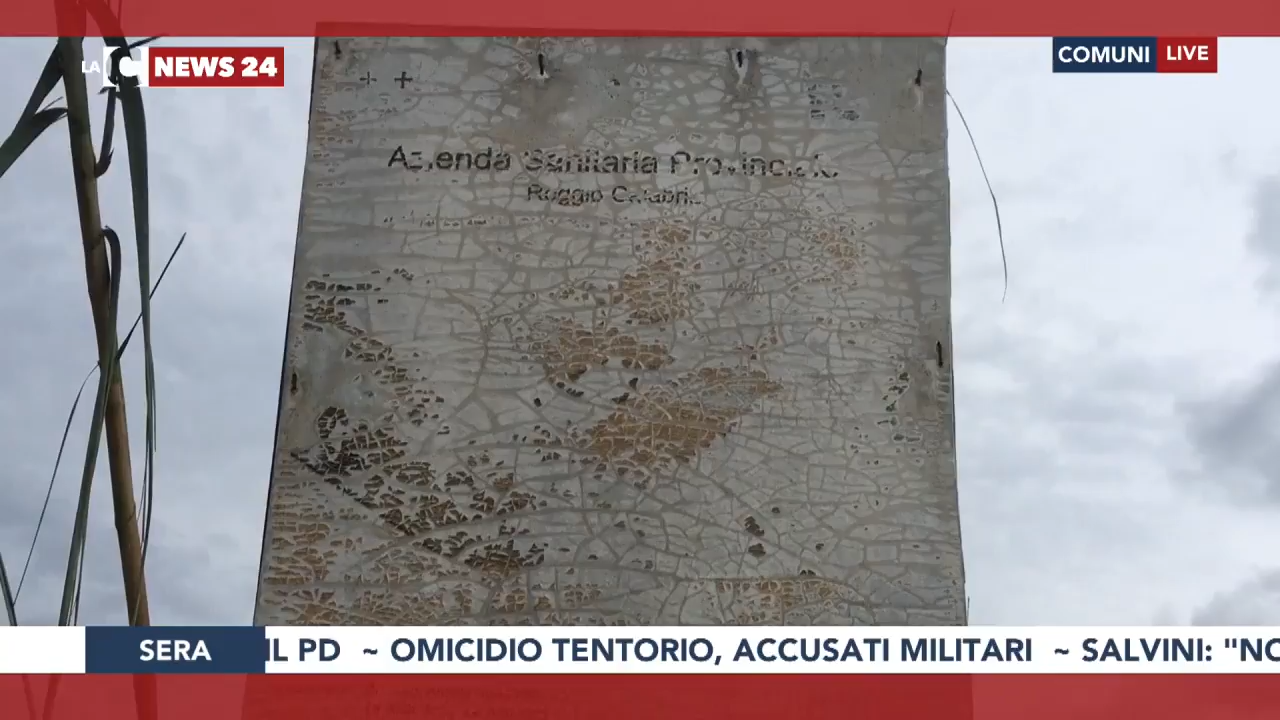 LA C NEWS 24
COMUNI LIVE
Azienda Sanitaria Provinciale
Reggio Calabria
SERA
IL PD ~ OMICIDIO TENTORIO, ACCUSATI MILITARI ~ SALVINI: "NO